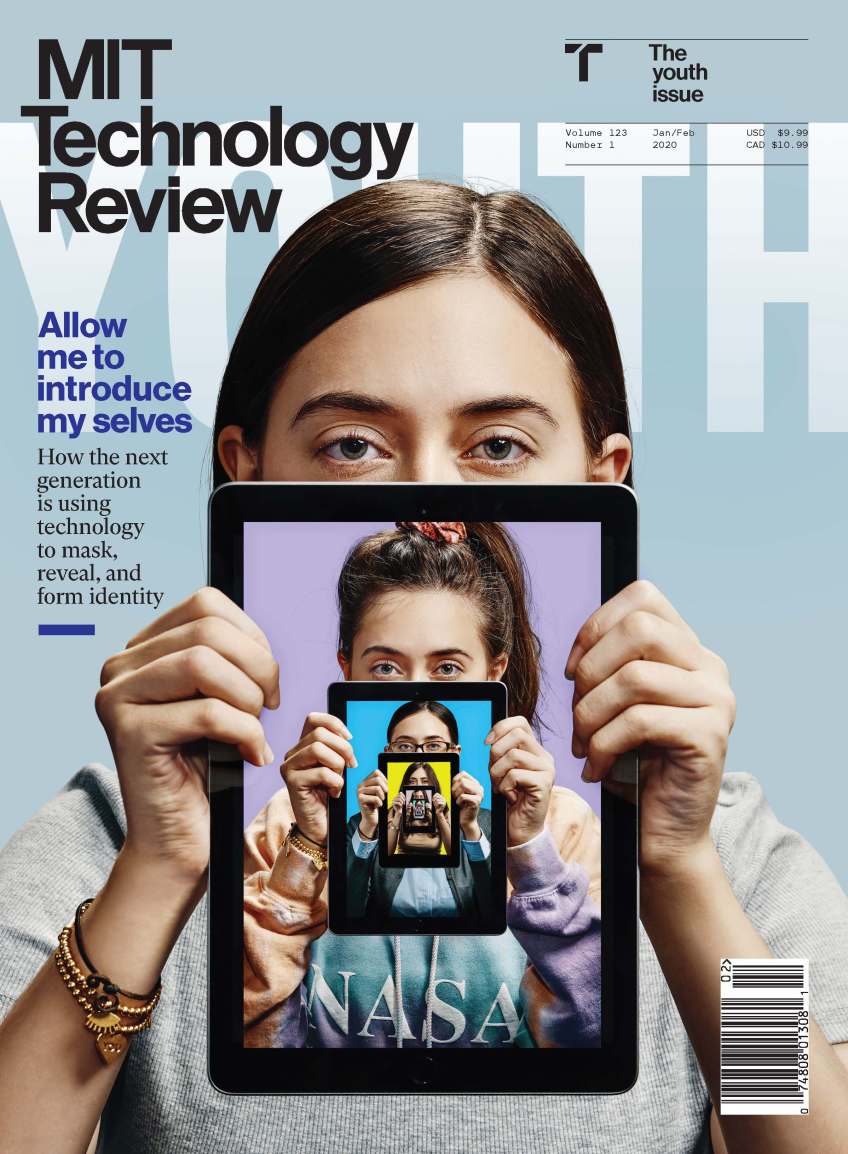 MIT
Technology
Review
The
youth
issue
Volume 123
Number 1
Jan/Feb
2020
USD $9.99
CAD $10.99
YOUTH
Allow
me to
introduce
my selves
How the next
generation
is using
technology
to mask,
reveal, and
form identity
NASA
02>
0 74808 01308 1